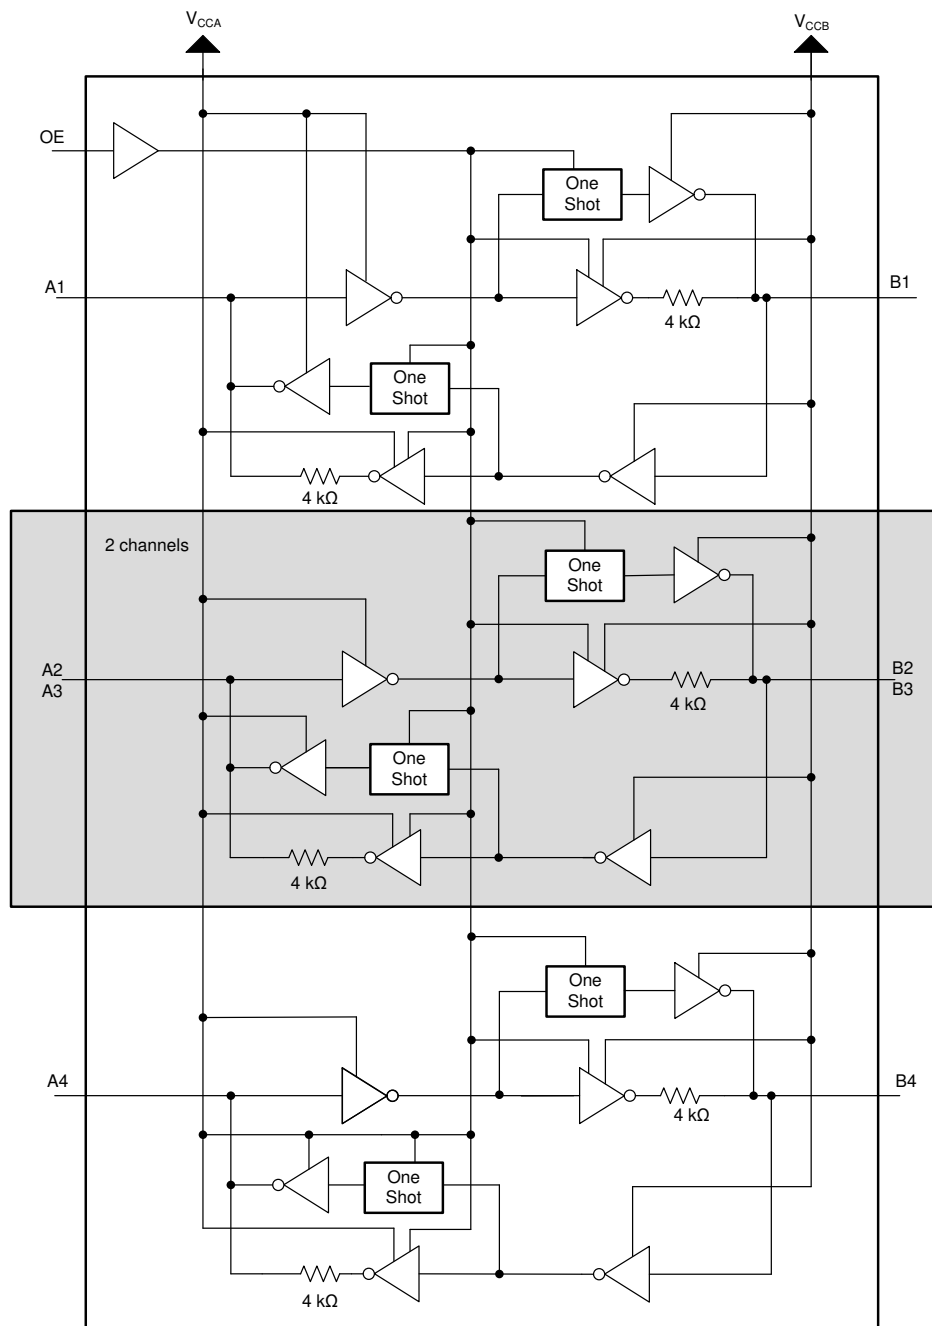 VCCA
VCCB
OE
One
Shot
A1
B1
4 kΩ
One
Shot
4 kΩ
2 channels
One
Shot
A2
A3
B2
B3
4 kΩ
One
Shot
4 kΩ
One
Shot
A4
B4
4 kΩ
One
Shot
4 kΩ